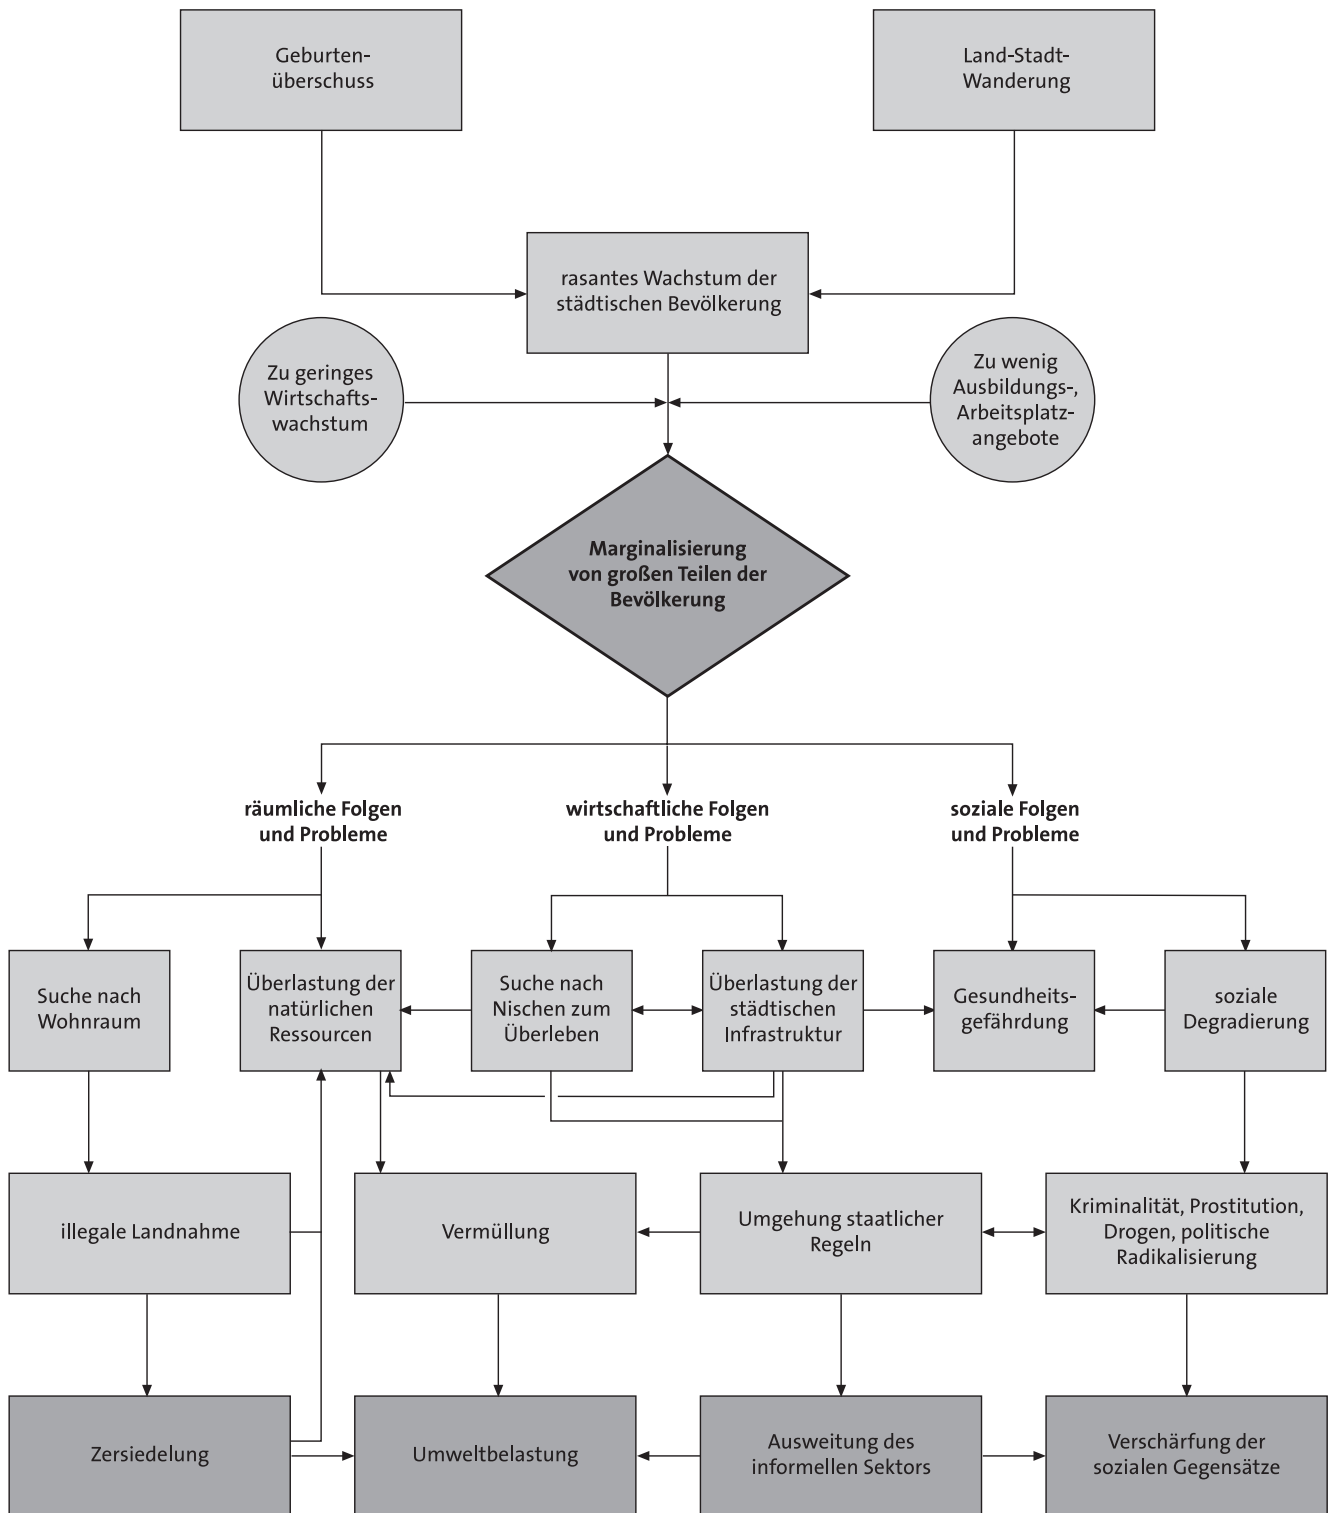 Geburten-
überschuss
Land-Stadt-
Wanderung
rasantes Wachstum der
städtischen Bevölkerung
Zu geringes
Wirtschafts-
wachstum
Zu wenig
Ausbildungs-,
Arbeitsplatz-
angebote
Marginalisierung
von großen Teilen der
Bevölkerung
räumliche Folgen
und Probleme
wirtschaftliche Folgen
und Probleme
soziale Folgen
und Probleme
Suche nach
Wohnraum
Überlastung der
natürlichen
Ressourcen
Suche nach
Nischen zum
Überleben
Überlastung der
städtischen
Infrastruktur
Gesundheits-
gefährdung
soziale
Degradierung
illegale Landnahme
Vermüllung
Umgehung staatlicher
Regeln
Kriminalität, Prostitution,
Drogen, politische
Radikalisierung
Zersiedelung
Umweltbelastung
Ausweitung des
informellen Sektors
Verschärfung der
sozialen Gegensätze